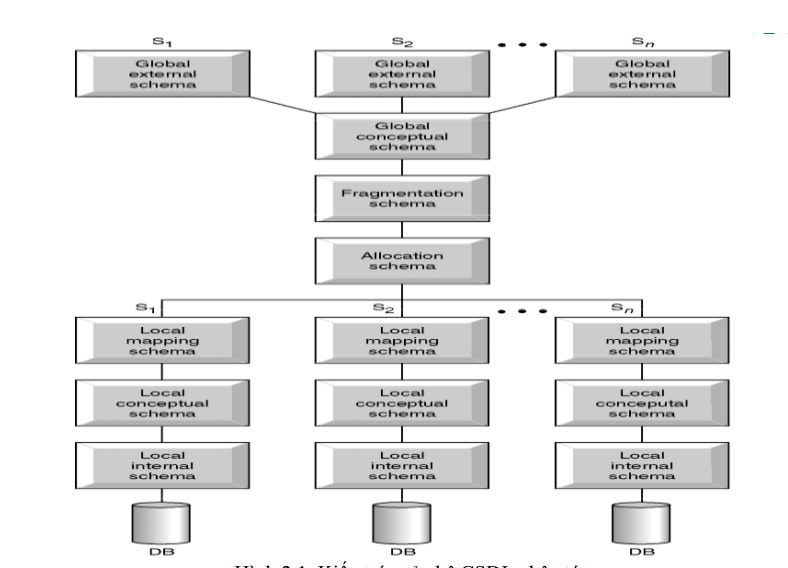 S1
S2
• • •
Sn
Global
external
schema
Global
external
schema
Global
external
schema
Global
conceptual
schema
Fragmentation
schema
Allocation
schema
S1
S2
• • •
Sn
Local
mapping
schema
Local
mapping
schema
Local
mapping
schema
Local
conceptual
schema
Local
conceptual
schema
Local
conceputal
schema
Local
internal
schema
Local
internal
schema
Local
internal
schema
DB
DB
DB